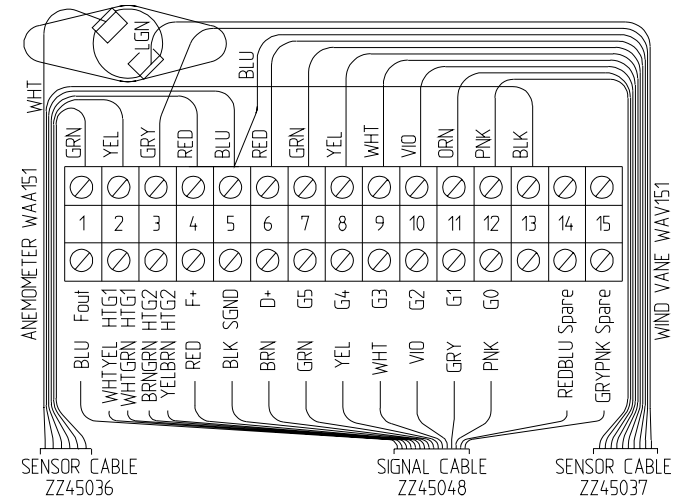 LGN
WHT
BLU
GRN YEL GRY RED BLU RED GRN YEL WHT VIO ORN PNK BLK
ANEMOMETER WAA151
1 2 3 4 5 6 7 8 9 10 11 12 13 14 15
WIND VANE WAV151
Fout HTG1 HTG1 HTG2 HTG2 F+ SGND D+ G5 G4 G3 G2 G1 G0 Spare Spare
BLU WHTYEL WHTGRN BRNGRN YELBRN RED BLK BRN GRN YEL WHT VIO GRY PNK REDBLU GRYPNK
SENSOR CABLE
ZZ45036
SIGNAL CABLE
ZZ45048
SENSOR CABLE
ZZ45037